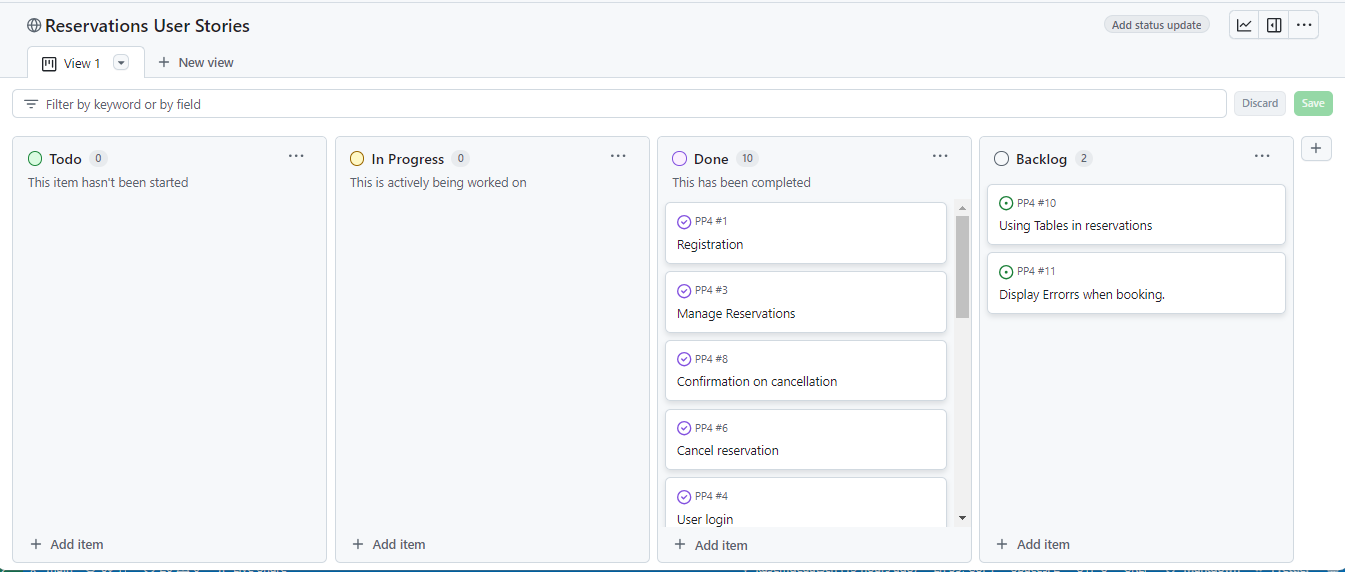 Reservations User Stories
Add status update
View 1
New view
Filter by keyword or by field
Discard
Save
Todo 0
This item hasn't been started
Add item
In Progress 0
This is actively being worked on
Add item
Done 10
This has been completed
PP4 #1
Registration
PP4 #3
Manage Reservations
PP4 #8
Confirmation on cancellation
PP4 #6
Cancel reservation
PP4 #4
User login
Add item
Backlog 2
PP4 #10
Using Tables in reservations
PP4 #11
Display Errorrs when booking.
Add item